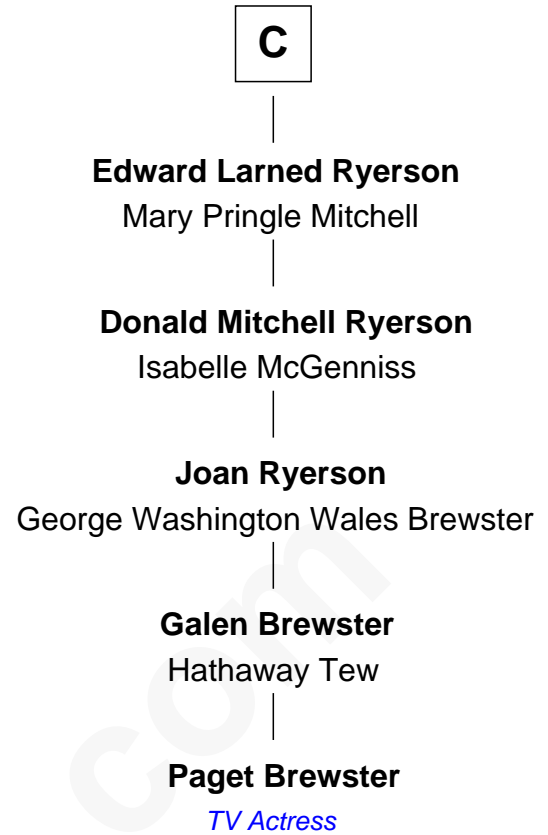 C
Edward Larned Ryerson
Mary Pringle Mitchell
Donald Mitchell Ryerson
Isabelle McGenniss
Joan Ryerson
George Washington Wales Brewster
Galen Brewster
Hathaway Tew
Paget Brewster
TV Actress
com